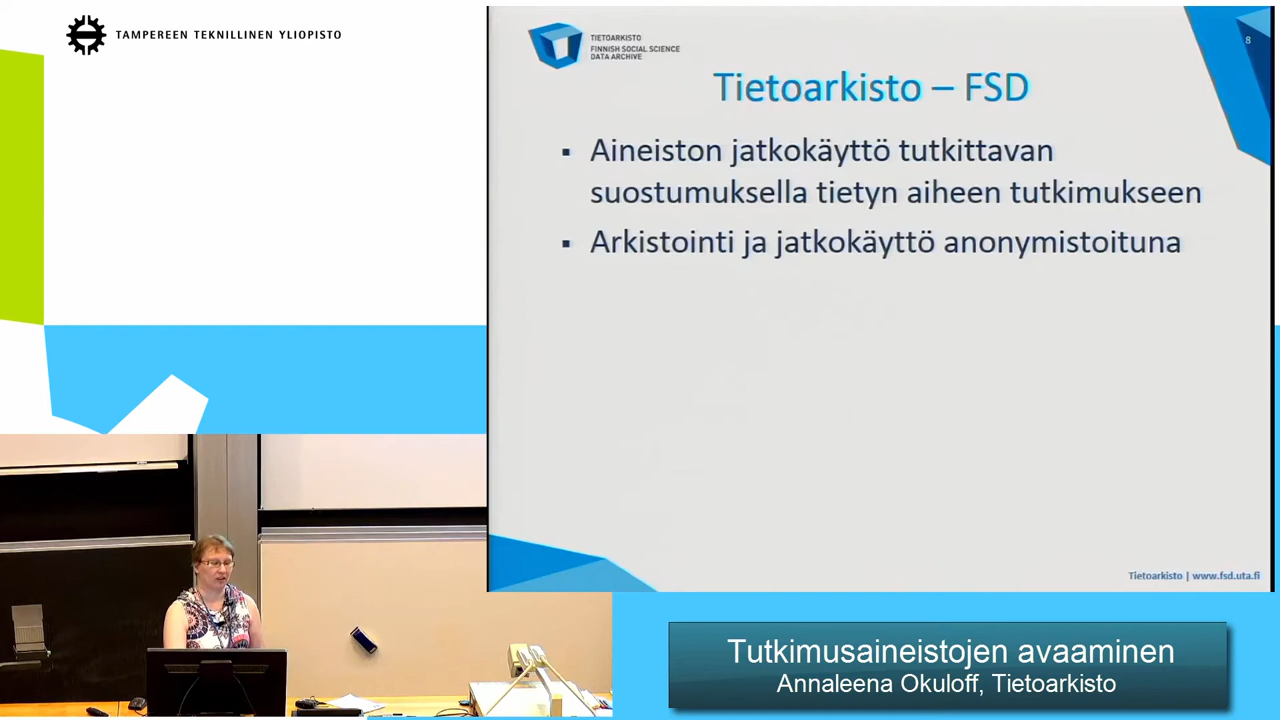 TAMPEREEN TEKNILLINEN YLIOPISTO
TIETOARKISTO
FINNISH SOCIAL SCIENCE
DATA ARCHIVE
8
Tietoarkisto – FSD
▪ Aineiston jatkokäyttö tutkittavan
suostumuksella tietyn aiheen tutkimukseen
▪ Arkistointi ja jatkokäyttö anonymistoituna
Tietoarkisto | www.fsd.uta.fi
Tutkimusaineistojen avaaminen
Annaleena Okuloff, Tietoarkisto